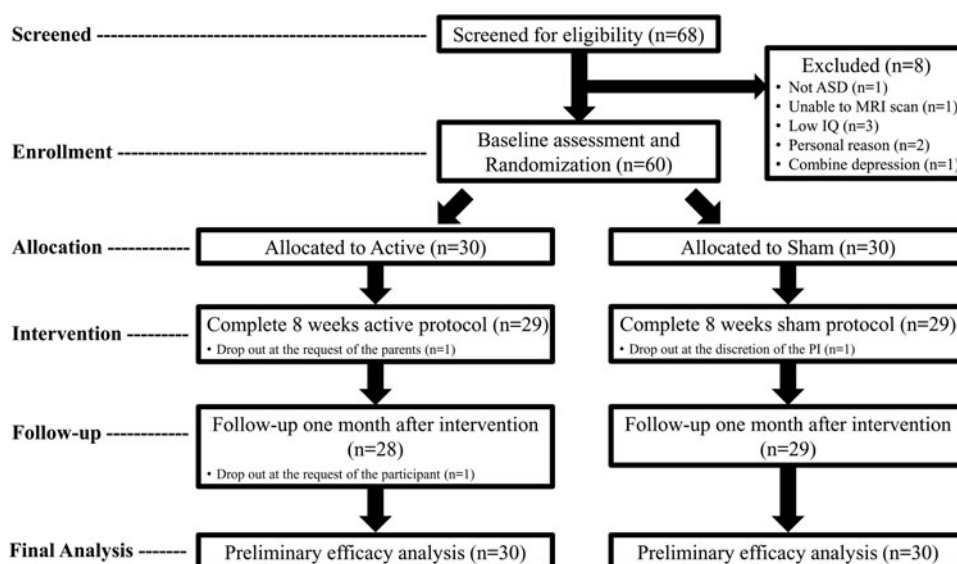 Screened ----------------------------------
Screened for eligibility (n=68)
Excluded (n=8)
• Not ASD (n=1)
• Unable to MRI scan (n=1)
• Low IQ (n=3)
• Personal reason (n=2)
• Combine depression (n=1)
Enrollment --------------------------------
Baseline assessment and
Randomization (n=60)
Allocation ------------
Allocated to Active (n=30)
Allocated to Sham (n=30)
Intervention ----------
Complete 8 weeks active protocol (n=29)
• Drop out at the request of the parents (n=1)
Complete 8 weeks sham protocol (n=29)
• Drop out at the discretion of the PI (n=1)
Follow-up ------------
Follow-up one month after intervention
(n=28)
• Drop out at the request of the participant (n=1)
Follow-up one month after intervention
(n=29)
Final Analysis -------
Preliminary efficacy analysis (n=30)
Preliminary efficacy analysis (n=30)